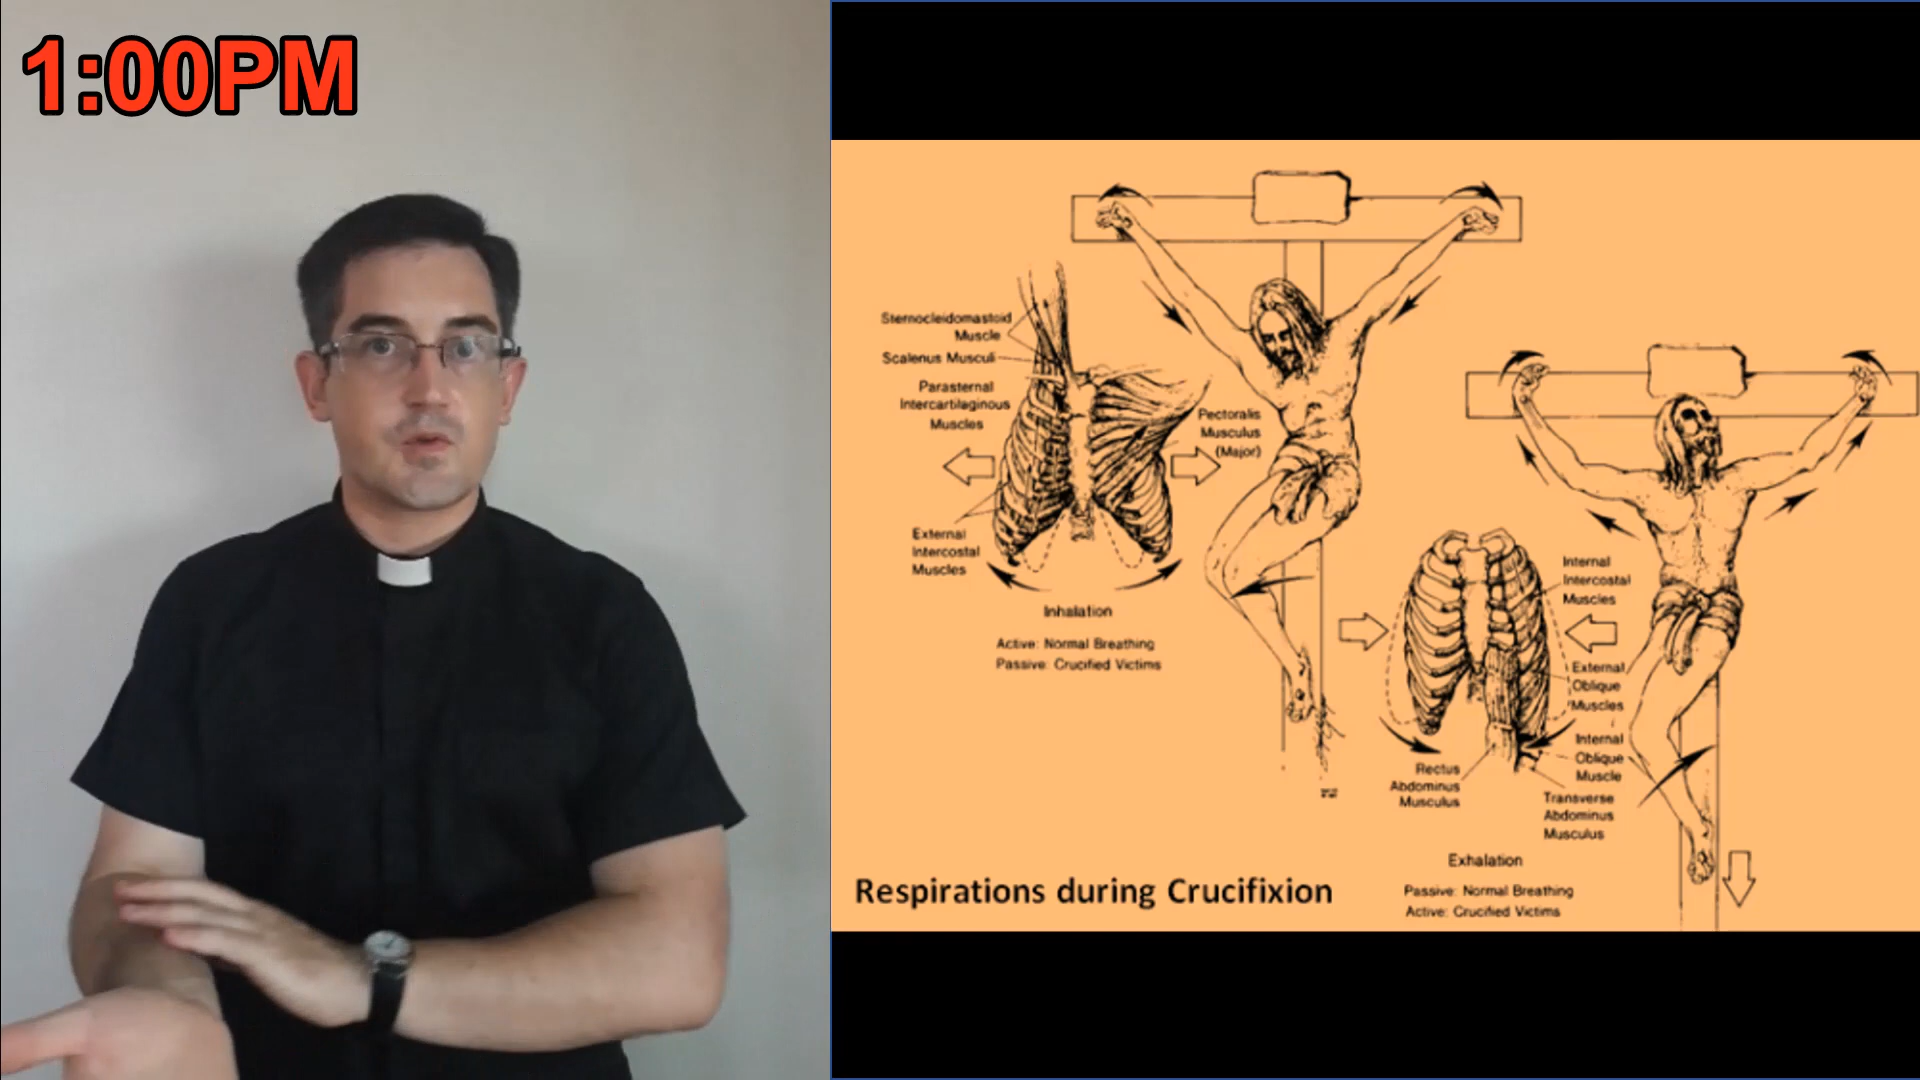 1:00PM
Sternocleidomastoid
Muscle
Scalenus Musculi
Parasternal
Intercartilaginous
Muscles
Pectoralis
Musculus
(Major)
External
Intercostal
Muscles
Inhalation
Active: Normal Breathing
Passive: Crucified Victims
Internal
Intercostal
Muscles
External
Oblique
Muscles
Internal
Oblique
Muscle
Rectus
Abdominus
Musculus
Transverse
Abdominus
Musculus
Exhalation
Passive: Normal Breathing
Active: Crucified Victims
Respirations during Crucifixion